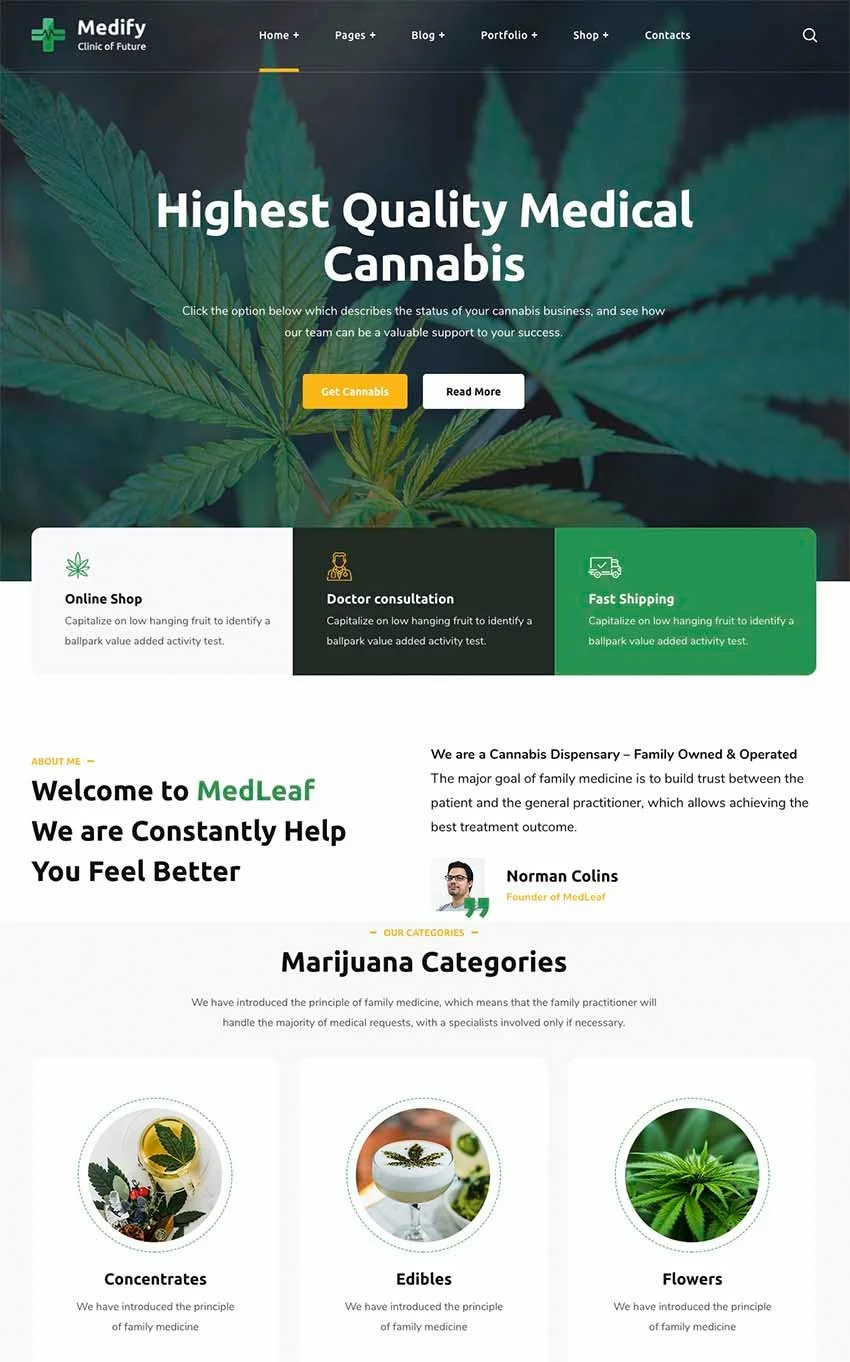 Medify
Clinic of Future
Home +
Pages +
Blog +
Portfolio +
Shop +
Contacts
Highest Quality Medical
Cannabis
Click the option below which describes the status of your cannabis business, and see how
our team can be a valuable support to your success.
Get Cannabis
Read More
Online Shop
Capitalize on low hanging fruit to identify a
ballpark value added activity test.
Doctor consultation
Capitalize on low hanging fruit to identify a
ballpark value added activity test.
Fast Shipping
Capitalize on low hanging fruit to identify a
ballpark value added activity test.
ABOUT ME
Welcome to MedLeaf
We are Constantly Help
You Feel Better
We are a Cannabis Dispensary – Family Owned & Operated
The major goal of family medicine is to build trust between the
patient and the general practitioner, which allows achieving the
best treatment outcome.
Norman Colins
Founder of MedLeaf
OUR CATEGORIES
Marijuana Categories
We have introduced the principle of family medicine, which means that the family practitioner will
handle the majority of medical requests, with a specialists involved only if necessary.
Concentrates
We have introduced the principle
of family medicine
Edibles
We have introduced the principle
of family medicine
Flowers
We have introduced the principle
of family medicine